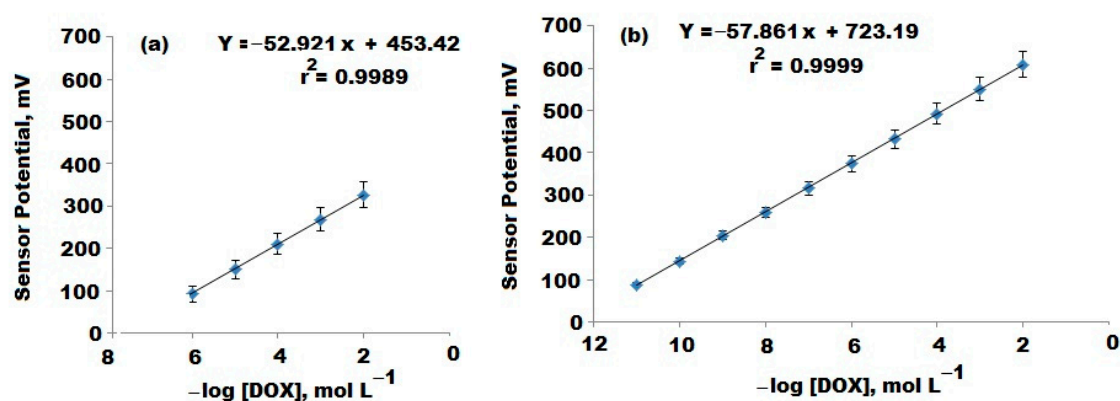 (a) Y = −52.921 x + 453.42
r² = 0.9989
Sensor Potential, mV
700
600
500
400
300
200
100
0
8 6 4 2 0
−log [DOX], mol L⁻¹
(b) Y = −57.861 x + 723.19
r² = 0.9999
Sensor Potential, mV
700
600
500
400
300
200
100
0
12 10 8 6 4 2 0
−log [DOX], mol L⁻¹